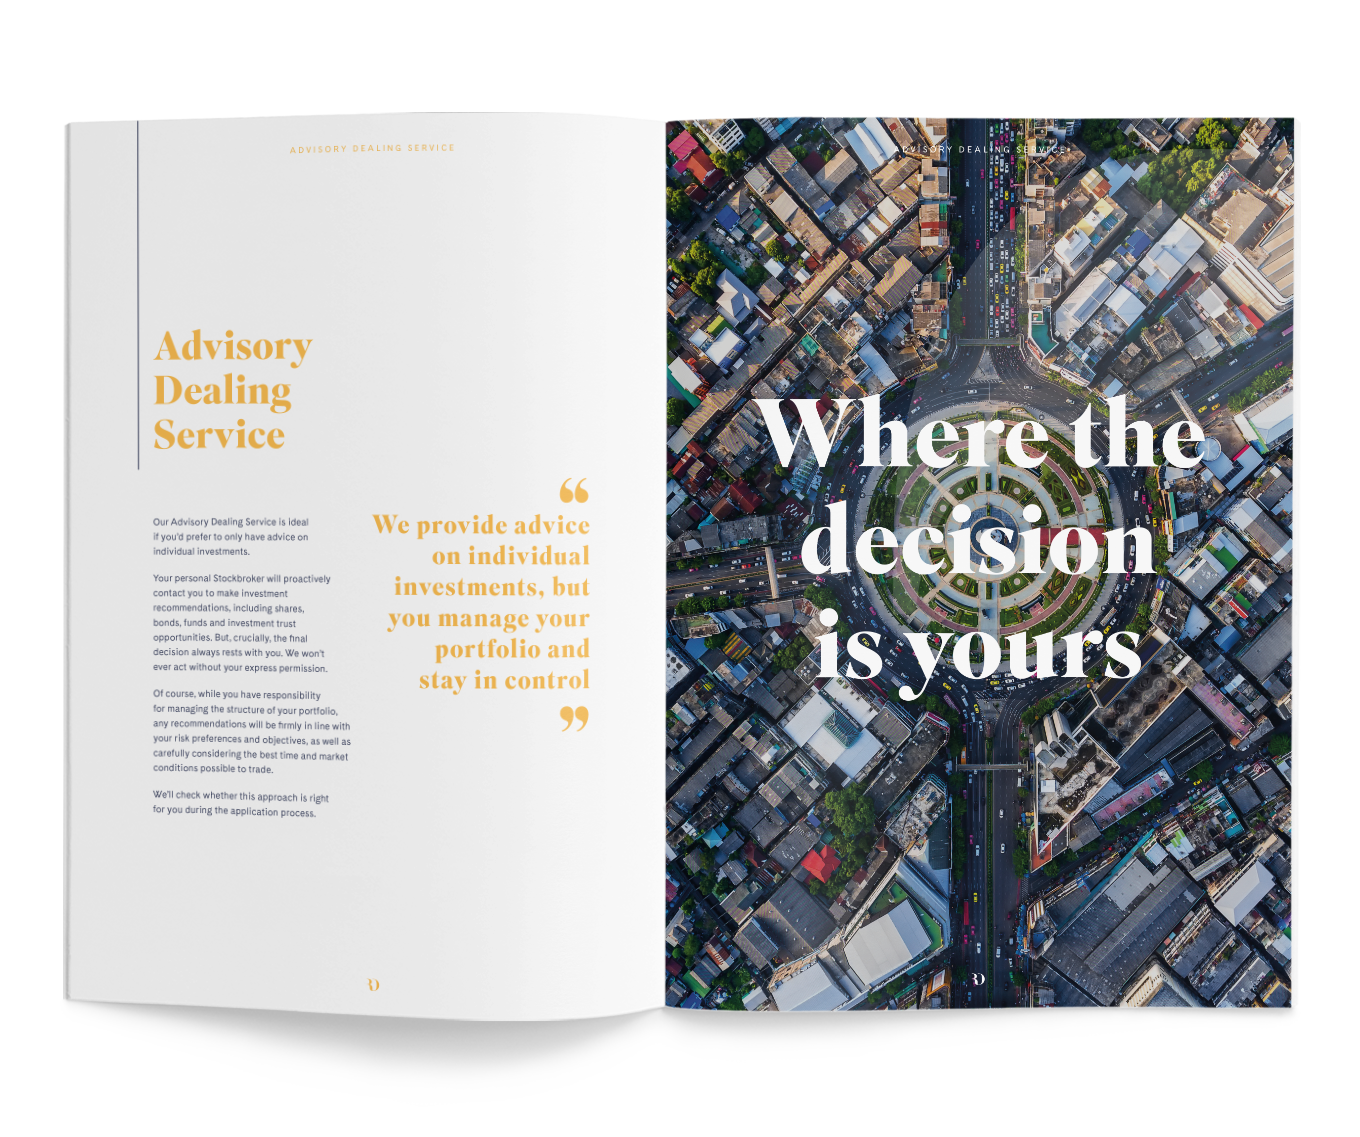 ADVISORY DEALING SERVICE
Advisory
Dealing
Service
Our Advisory Dealing Service is ideal
if you'd prefer to only have advice on
individual investments.
Your personal Stockbroker will proactively
contact you to make investment
recommendations, including shares,
bonds, funds and investment trust
opportunities. But, crucially, the final
decision always rests with you. We won't
ever act without your express permission.
Of course, while you have responsibility
for managing the structure of your portfolio,
any recommendations will be firmly in line with
your risk preferences and objectives, as well as
carefully considering the best time and market
conditions possible to trade.
We'll check whether this approach is right
for you during the application process.
“
We provide advice
on individual
investments, but
you manage your
portfolio and
stay in control
”
RD
ADVISORY DEALING SERVICE
Where the
decision
is yours
RD